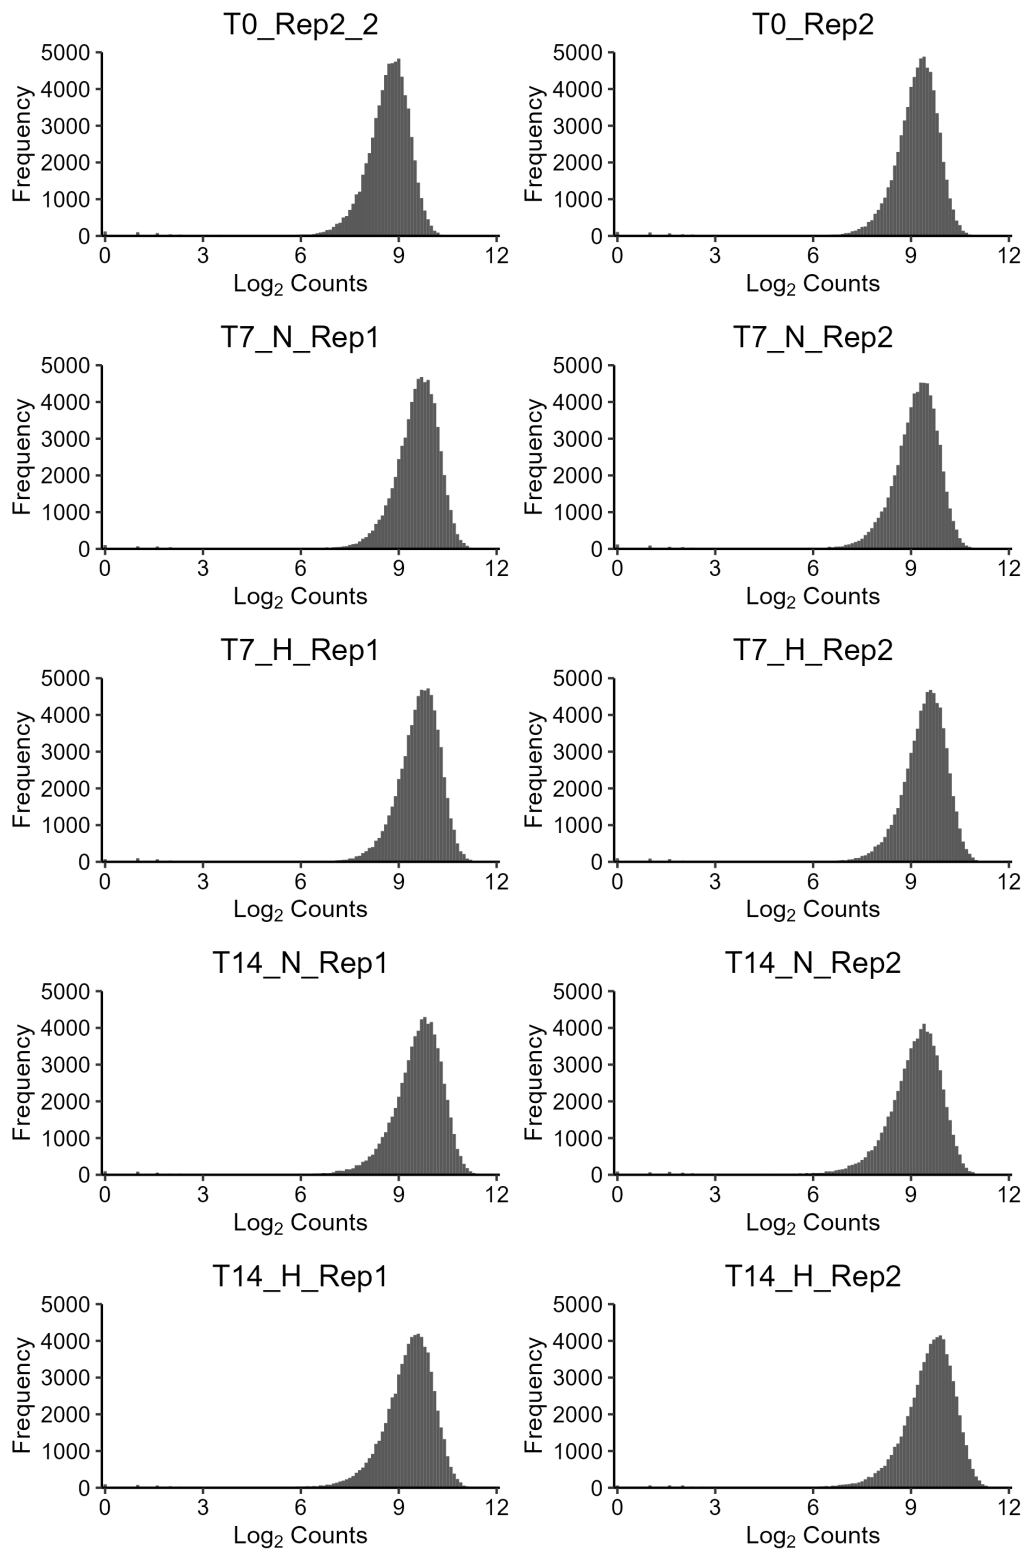 T0_Rep2_2
5000
4000
3000
2000
1000
0
Frequency
0 3 6 9 12
Log₂ Counts
T0_Rep2
5000
4000
3000
2000
1000
0
Frequency
0 3 6 9 12
Log₂ Counts
T7_N_Rep1
5000
4000
3000
2000
1000
0
Frequency
0 3 6 9 12
Log₂ Counts
T7_N_Rep2
5000
4000
3000
2000
1000
0
Frequency
0 3 6 9 12
Log₂ Counts
T7_H_Rep1
5000
4000
3000
2000
1000
0
Frequency
0 3 6 9 12
Log₂ Counts
T7_H_Rep2
5000
4000
3000
2000
1000
0
Frequency
0 3 6 9 12
Log₂ Counts
T14_N_Rep1
5000
4000
3000
2000
1000
0
Frequency
0 3 6 9 12
Log₂ Counts
T14_N_Rep2
5000
4000
3000
2000
1000
0
Frequency
0 3 6 9 12
Log₂ Counts
T14_H_Rep1
5000
4000
3000
2000
1000
0
Frequency
0 3 6 9 12
Log₂ Counts
T14_H_Rep2
5000
4000
3000
2000
1000
0
Frequency
0 3 6 9 12
Log₂ Counts